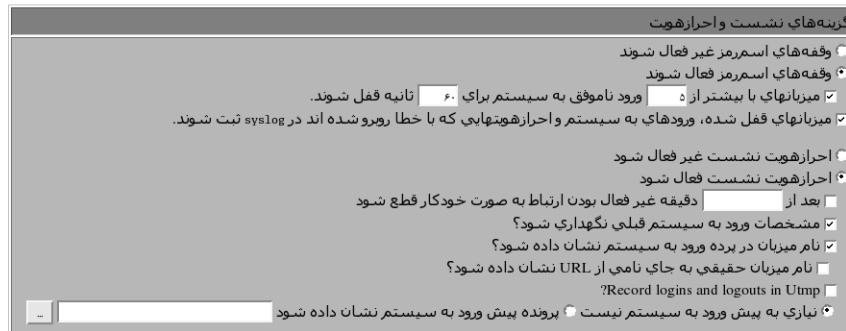 گزينه‌هاي نشست و احرازهويت
وقفه‌هاي اسم‌رمز غير فعال شوند
وقفه‌هاي اسم‌رمز فعال شوند
ميزبانهاي با بيشتر از ۵ ورود ناموفق به سيستم براي ۶۰ ثانيه قفل شوند.
ميزبانهاي قفل شده، ورودهاي به سيستم و احرازهويتهايي که با خطا روبرو شده اند در syslog ثبت شوند.
احرازهويت نشست غير فعال شود
احرازهويت نشست فعال شود
بعد از دقيقه غير فعال بودن ارتباط به صورت خودکار قطع شود
مشخصات ورود به سيستم قبلي نگهداري شود؟
نام ميزبان در پرده ورود به سيستم نشان داده شود؟
نام ميزبان حقيقي به جاي نامي از URL نشان داده شود؟
Record logins and logouts in Utmp?
نيازي به پيش ورود به سيستم نيست پرونده پيش ورود به سيستم نشان داده شود ...